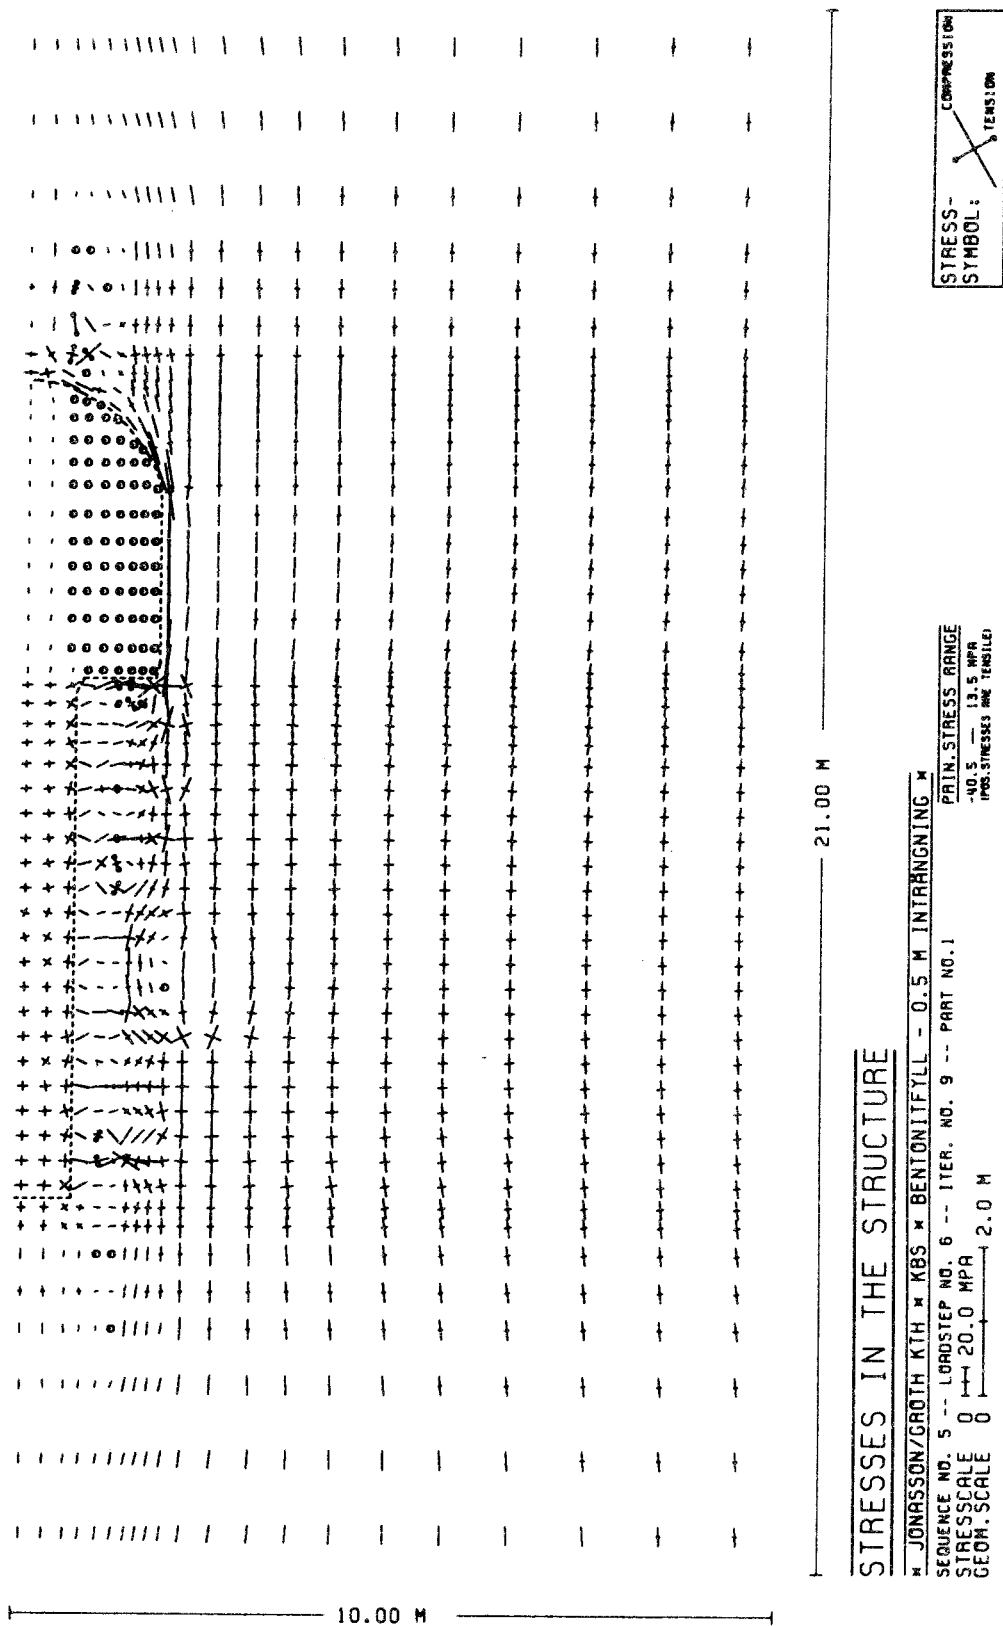 10.00 M
21.00 M
STRESSES IN THE STRUCTURE
* JONASSON/GROTH KTH * KBS * BENTONITFYLL - 0.5 M INTRÄNGNING *
SEQUENCE NO. 5 -- LOADSTEP NO. 6 -- ITER. NO. 9 -- PART NO.1
STRESSCALE 0 20.0 MPA
GEOM.SCALE 0 2.0 M
PRIN.STRESS RANGE
-40.5 — 13.5 MPA
(POS.STRESSES ARE TENSILE)
STRESS-
SYMBOL:
COMPRESSION
TENSION